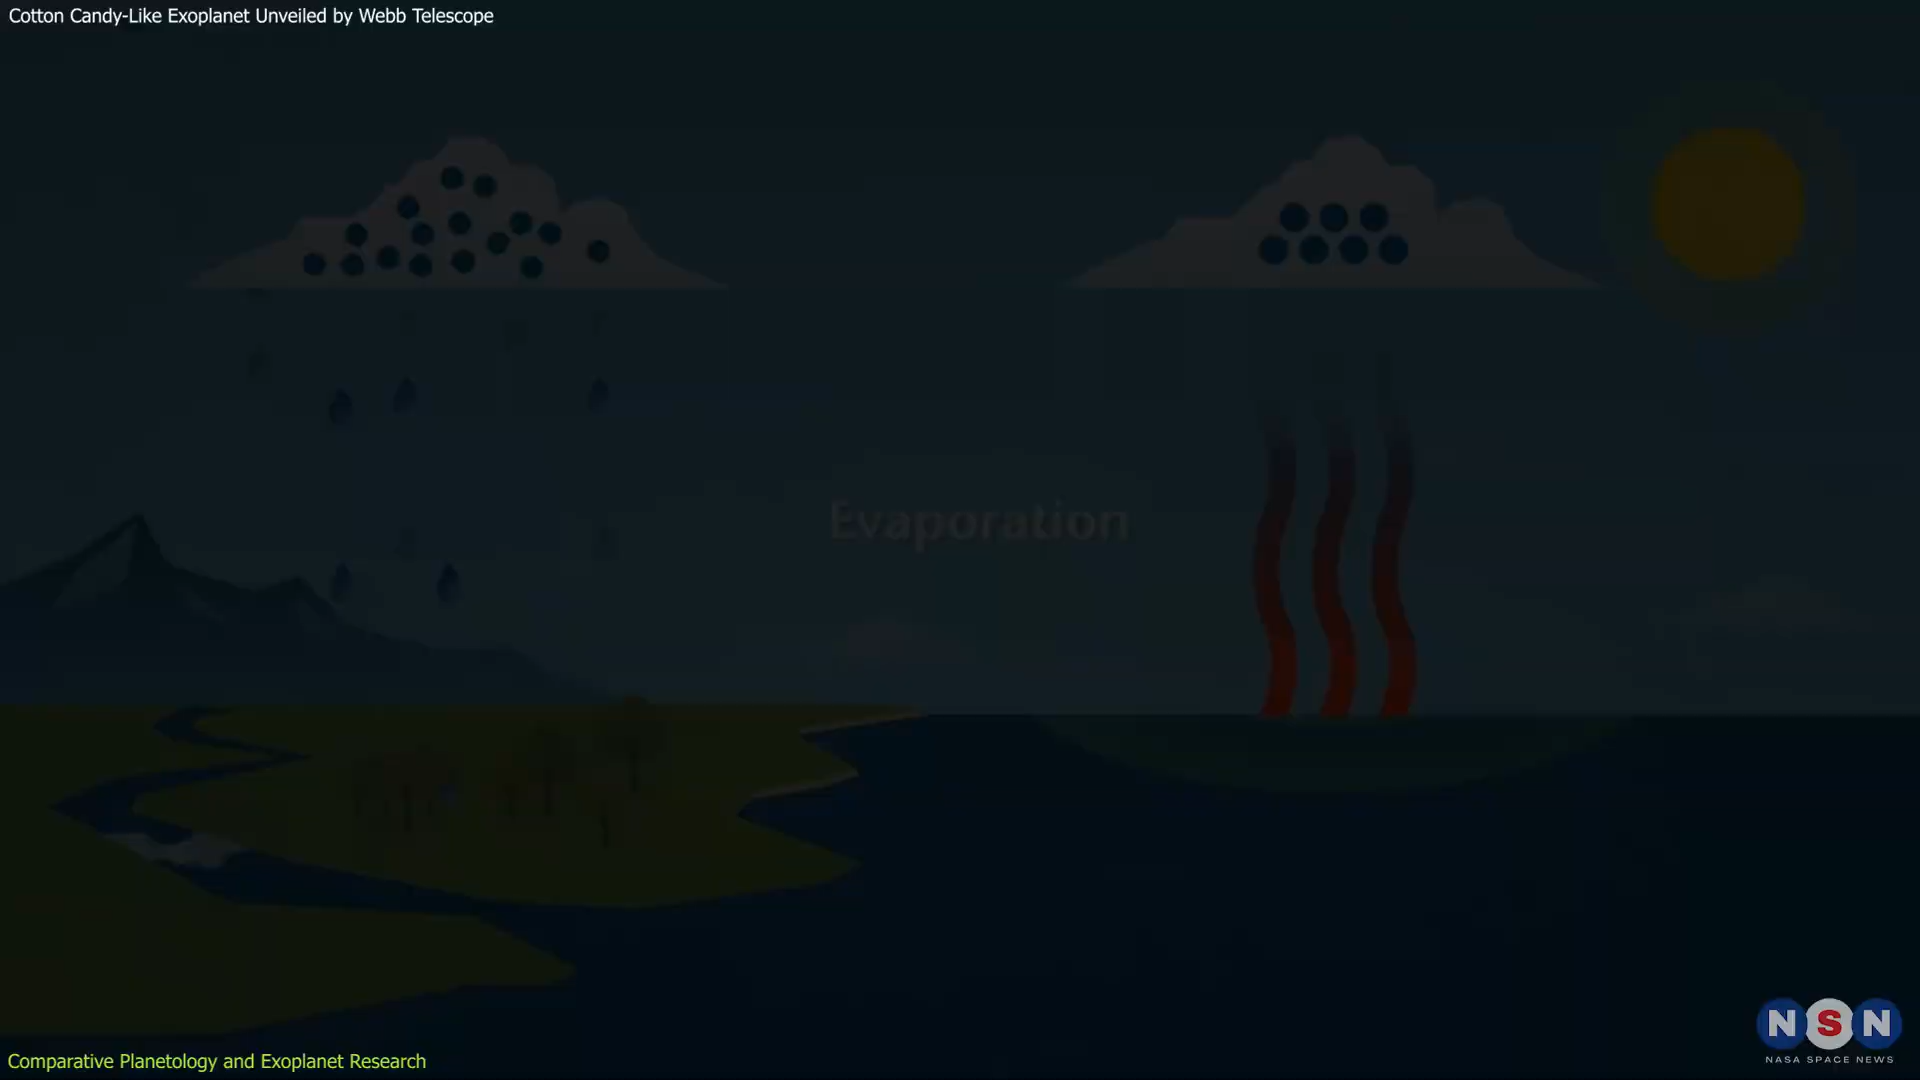 Cotton Candy-Like Exoplanet Unveiled by Webb Telescope
Evaporation
NSN
NASA SPACE NEWS
Comparative Planetology and Exoplanet Research